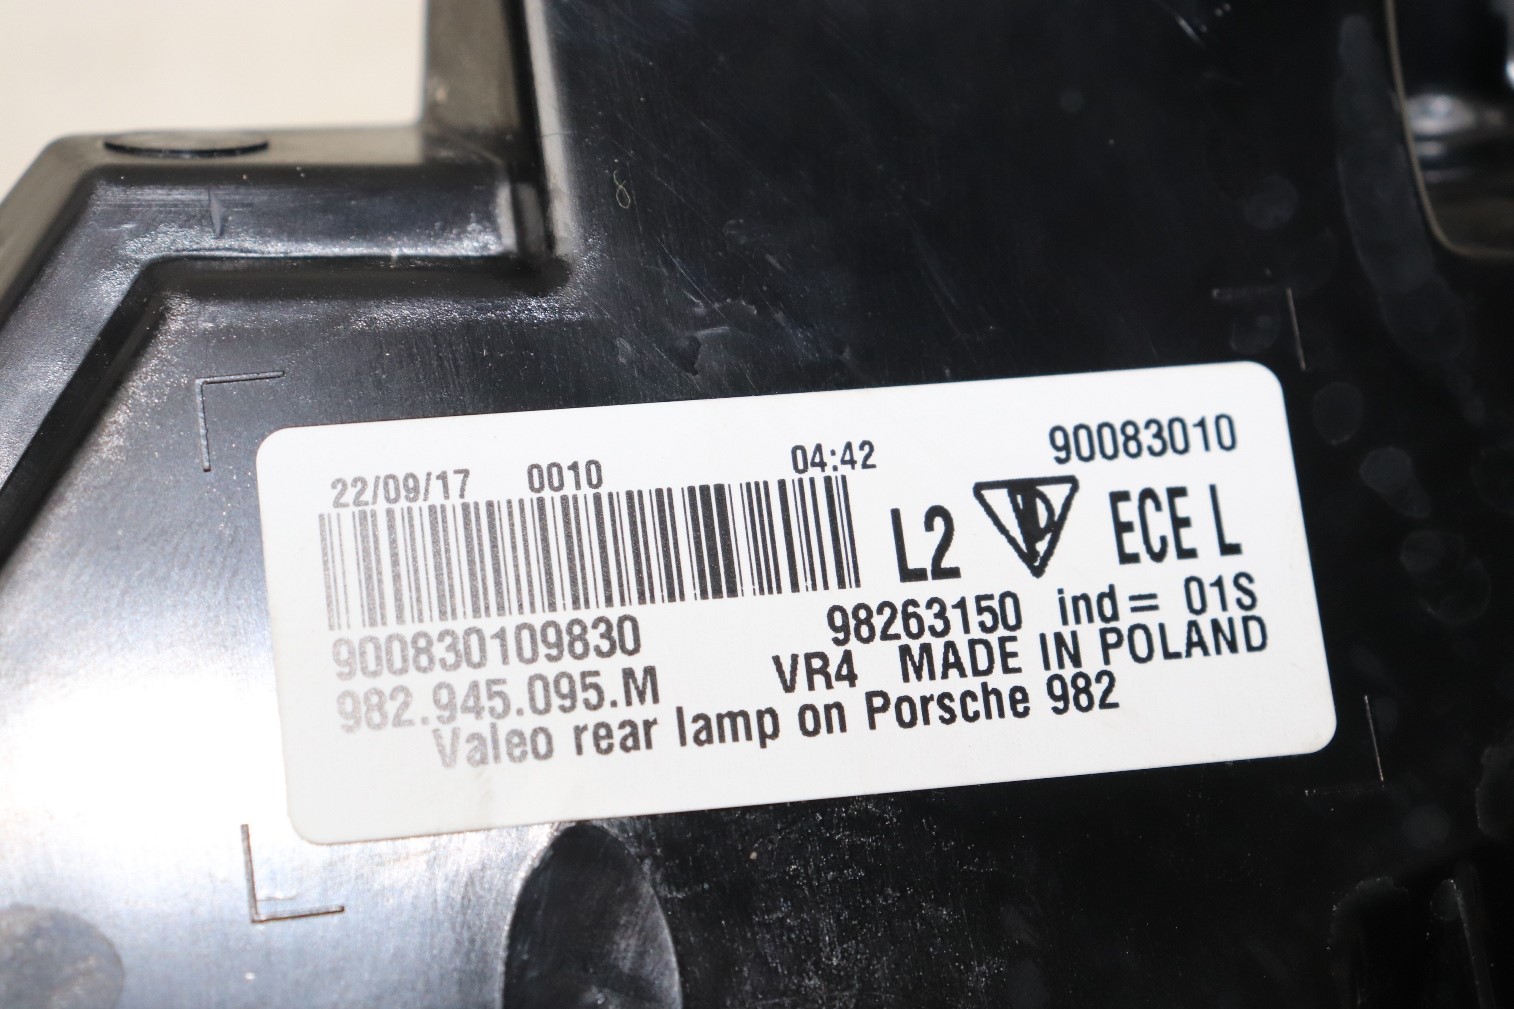 22/09/17 0010 04:42 90083010
L2 D ECE L
900830109830 98263150 ind= 01S
982.945.095.M VR4 MADE IN POLAND
Valeo rear lamp on Porsche 982